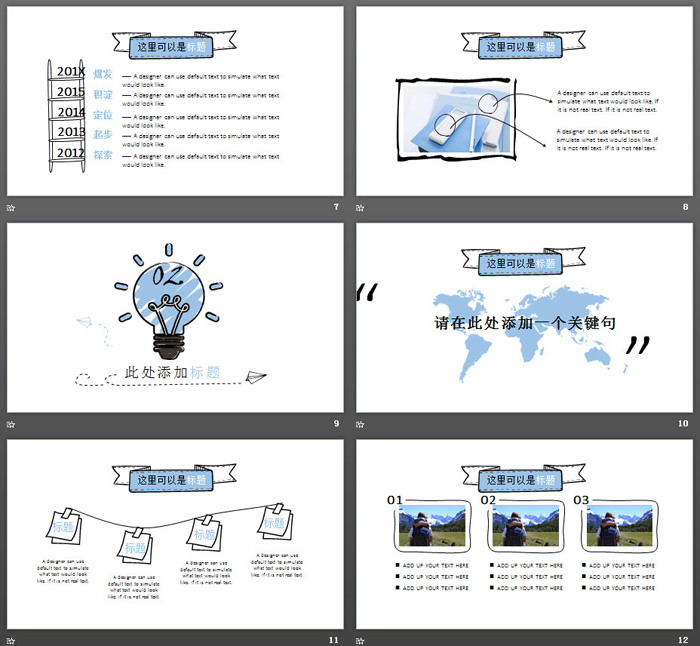 这里可以是标题
201X 爆发 — A designer can use default text to simulate what text
would look like.
2015 积淀 — A designer can use default text to simulate what text
would look like.
2014 定位 — A designer can use default text to simulate what text
would look like.
2013 起步 — A designer can use default text to simulate what text
would look like.
2012 探索 — A designer can use default text to simulate what text
would look like.
7
这里可以是标题
A designer can use default text to
simulate what text would look like. If
it is not real text. If it is not real text.
A designer can use default text to
simulate what text would look like. If
it is not real text. If it is not real text.
8
02
此处添加标题
9
这里可以是标题
“
请在此处添加一个关键句
”
10
这里可以是标题
标题
标题
标题
标题
A designer can use
default text to simulate
what text would look
like. If it is not real text.
A designer can use
default text to simulate
what text would look
like. If it is not real text.
A designer can use
default text to simulate
what text would look
like. If it is not real text.
A designer can use
default text to simulate
what text would look
like. If it is not real text.
11
这里可以是标题
01
02
03
ADD UP YOUR TEXT HERE
ADD UP YOUR TEXT HERE
ADD UP YOUR TEXT HERE
ADD UP YOUR TEXT HERE
ADD UP YOUR TEXT HERE
ADD UP YOUR TEXT HERE
ADD UP YOUR TEXT HERE
ADD UP YOUR TEXT HERE
ADD UP YOUR TEXT HERE
12